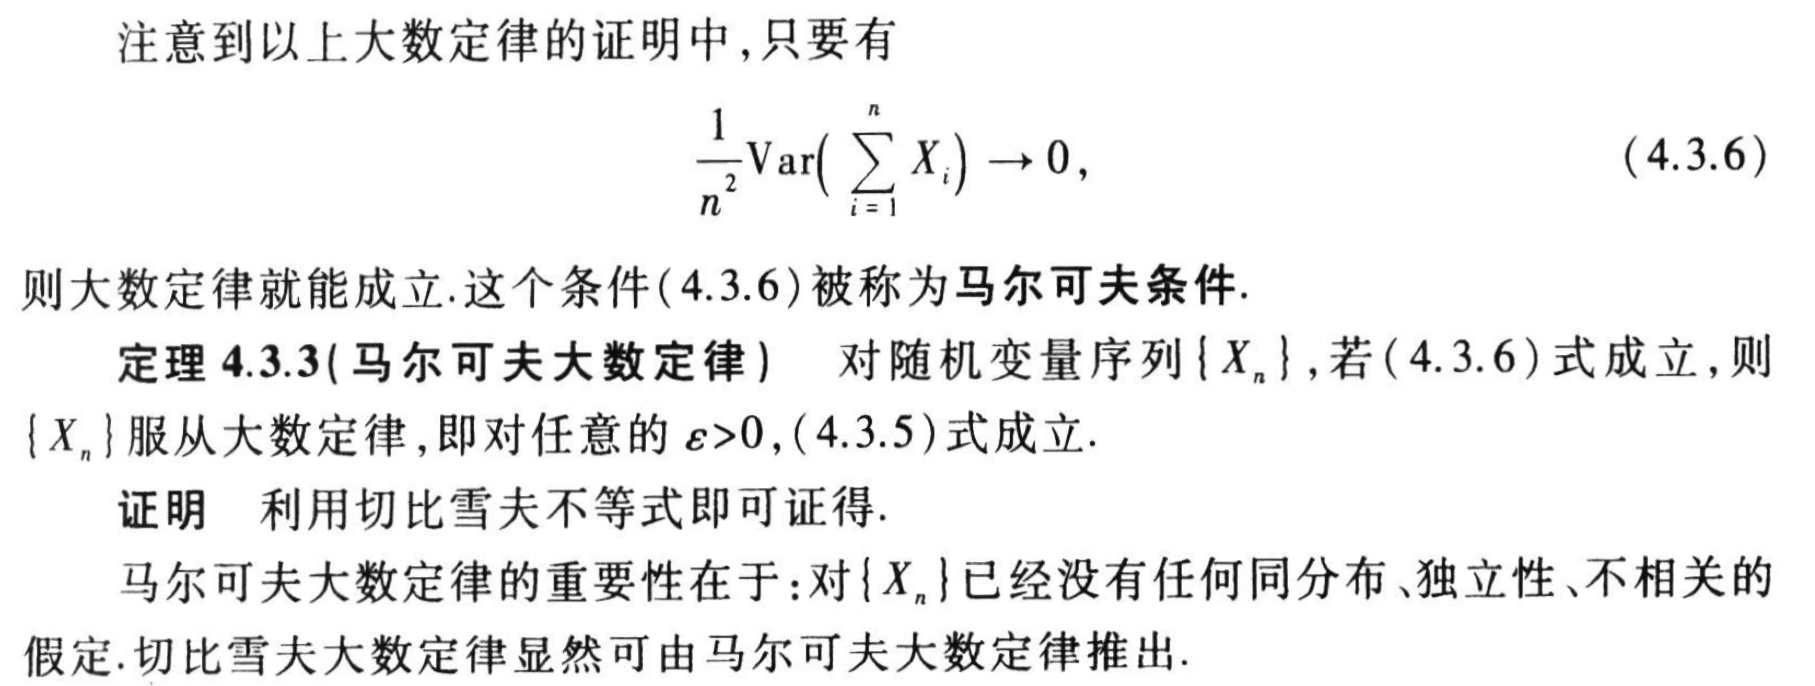 注意到以上大数定律的证明中,只要有
$$\frac{1}{n^2}\mathrm{Var}\left(\sum_{i=1}^{n} X_i\right) \to 0,$$ (4.3.6)
则大数定律就能成立.这个条件(4.3.6)被称为马尔可夫条件.
定理 4.3.3(马尔可夫大数定律) 对随机变量序列{X_n},若(4.3.6)式成立,则
{X_n}服从大数定律,即对任意的 ε>0,(4.3.5)式成立.
证明 利用切比雪夫不等式即可证得.
马尔可夫大数定律的重要性在于:对{X_n}已经没有任何同分布、独立性、不相关的
假定.切比雪夫大数定律显然可由马尔可夫大数定律推出.